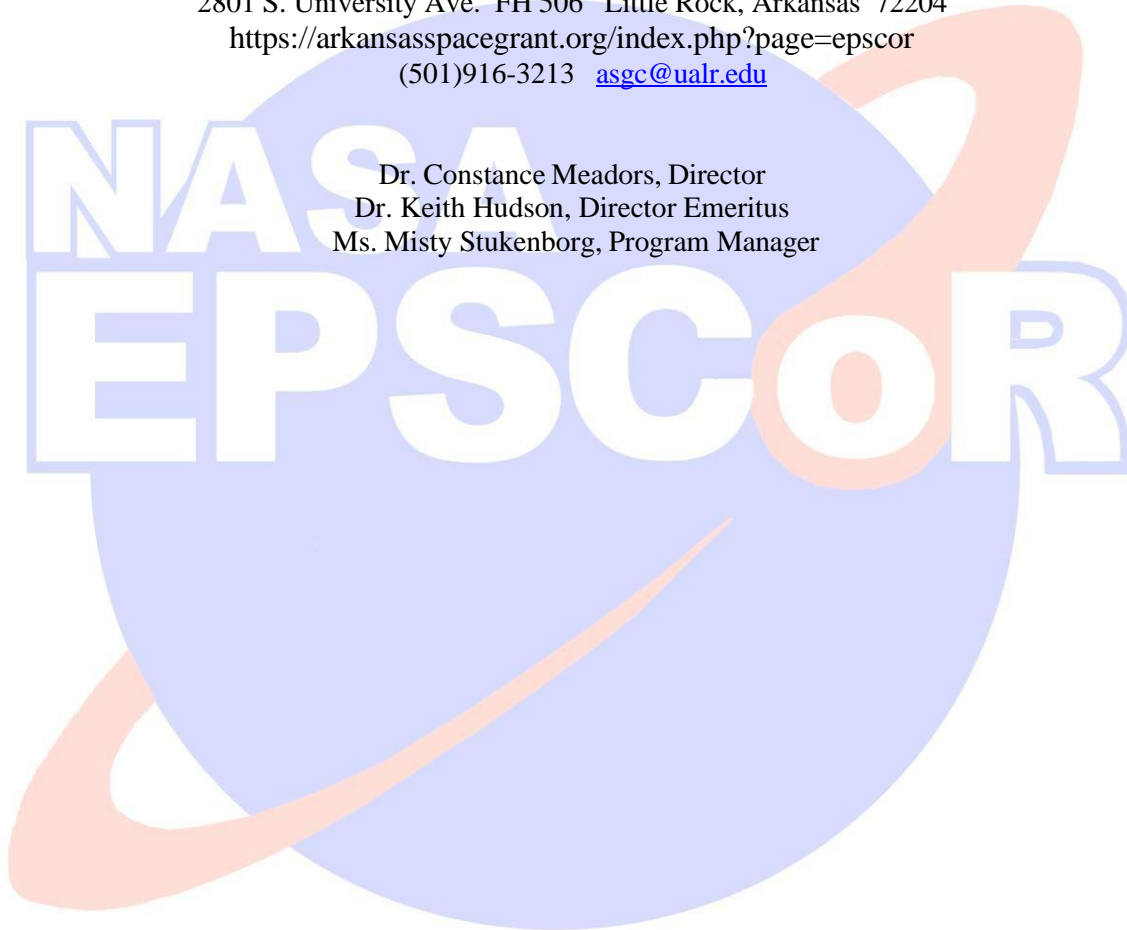 2801 S. University Ave. FH 506 Little Rock, Arkansas 72204
https://arkansasspacegrant.org/index.php?page=epscor
(501)916-3213 asgc@ualr.edu
Dr. Constance Meadors, Director
Dr. Keith Hudson, Director Emeritus
Ms. Misty Stukenborg, Program Manager
NASA
EPSCoR